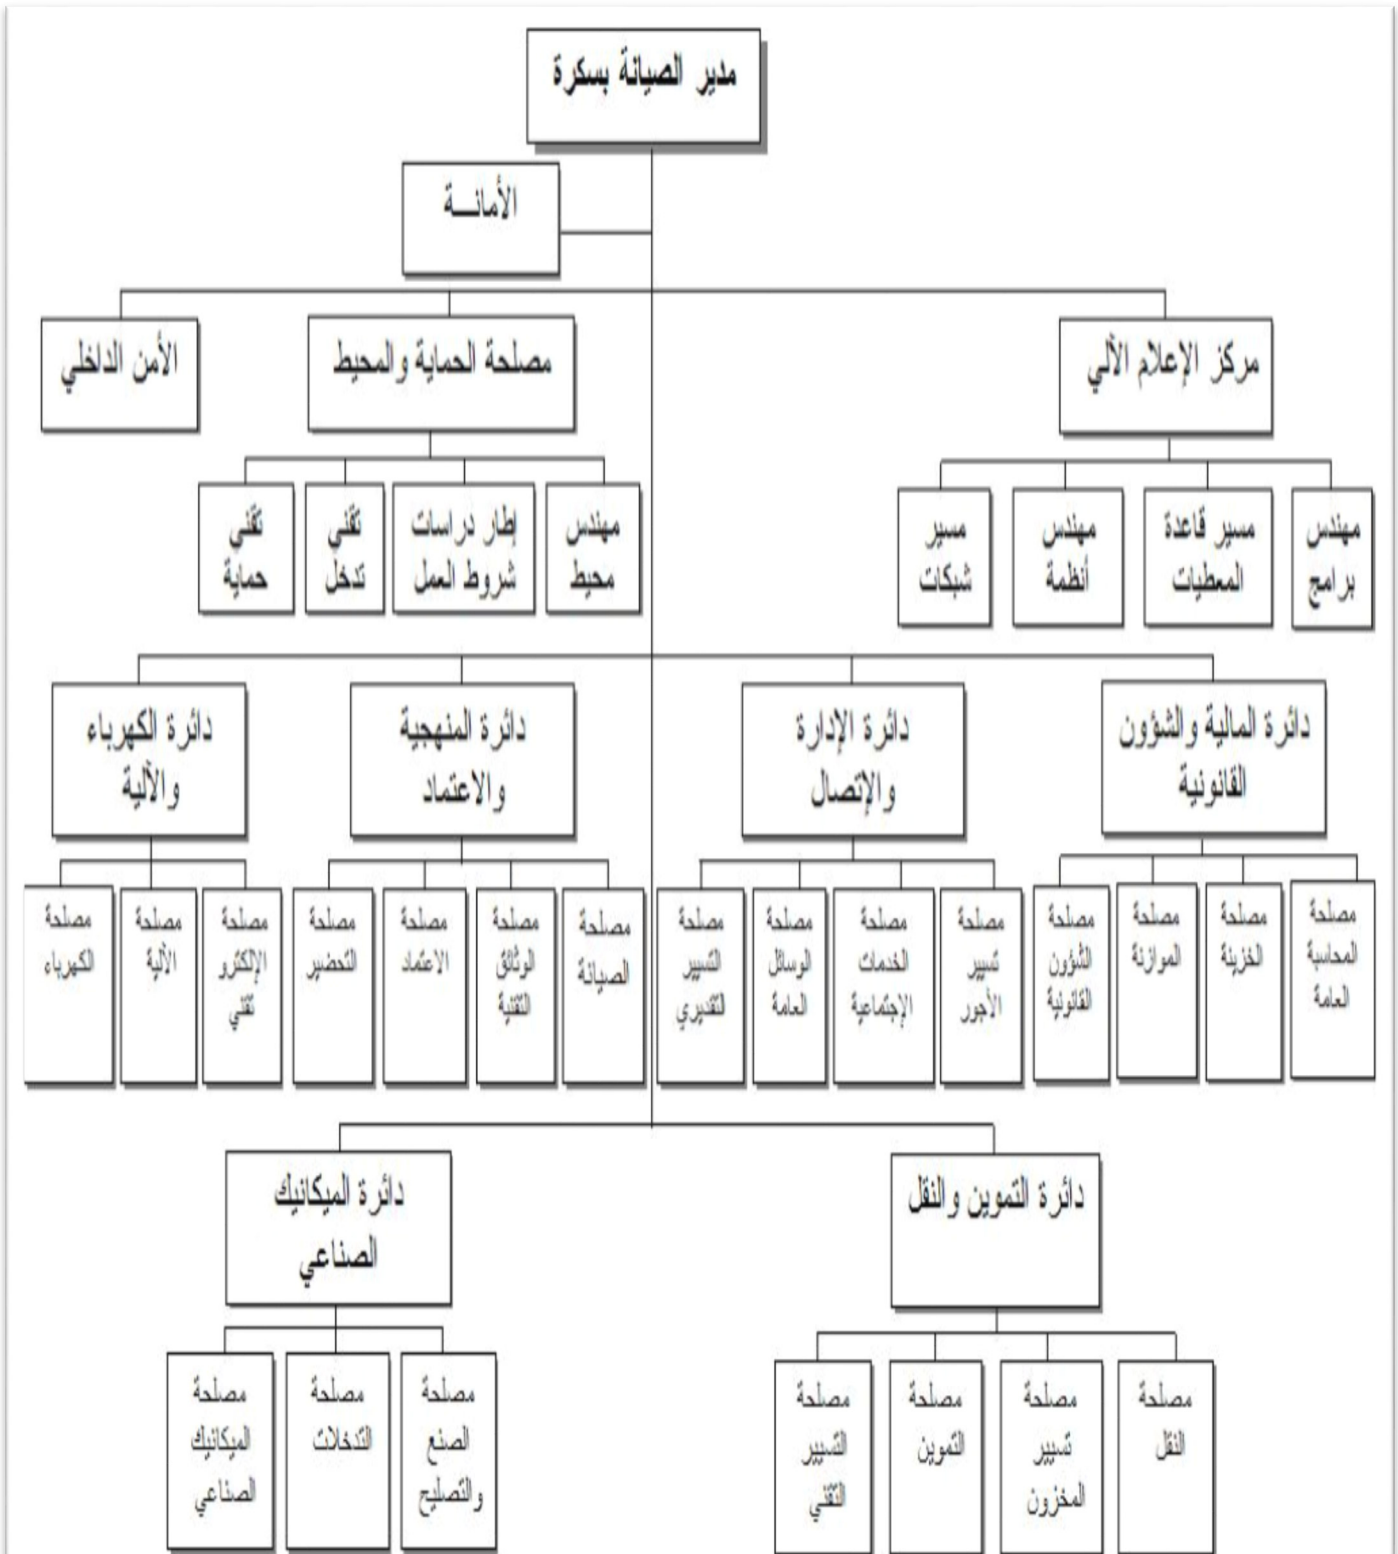 مدير الصيانة بسكرة
الأمانـــة
مركز الإعلام الآلي
مصلحة الحماية والمحيط
الأمن الداخلي
مهندس
برامج
مسير قاعدة
المعطيات
مهندس
أنظمة
مسير
شبكات
مهندس
محيط
إطار دراسات
شروط العمل
تقني
تدخل
تقني
حماية
دائرة المالية والشؤون
القانونية
دائرة الإدارة
والإتصال
دائرة المنهجية
والاعتماد
دائرة الكهرباء
والآلية
مصلحة
المحاسبة
العامة
مصلحة
الخزينة
مصلحة
الموازنة
مصلحة
الشؤون
القانونية
مصلحة
تسيير
الأجور
مصلحة
الخدمات
الإجتماعية
مصلحة
الوسائل
العامة
مصلحة
التسيير
التقديري
مصلحة
الصيانة
مصلحة
الوثائق
التقنية
مصلحة
الاعتماد
مصلحة
التحضير
مصلحة
الإلكترو
تقني
مصلحة
الآلية
مصلحة
الكهرباء
دائرة التموين والنقل
دائرة الميكانيك
الصناعي
مصلحة
النقل
مصلحة
تسيير
المخزون
مصلحة
التموين
مصلحة
التسيير
التقني
مصلحة
الصنع
والتصليح
مصلحة
التدخلات
مصلحة
الميكانيك
الصناعي